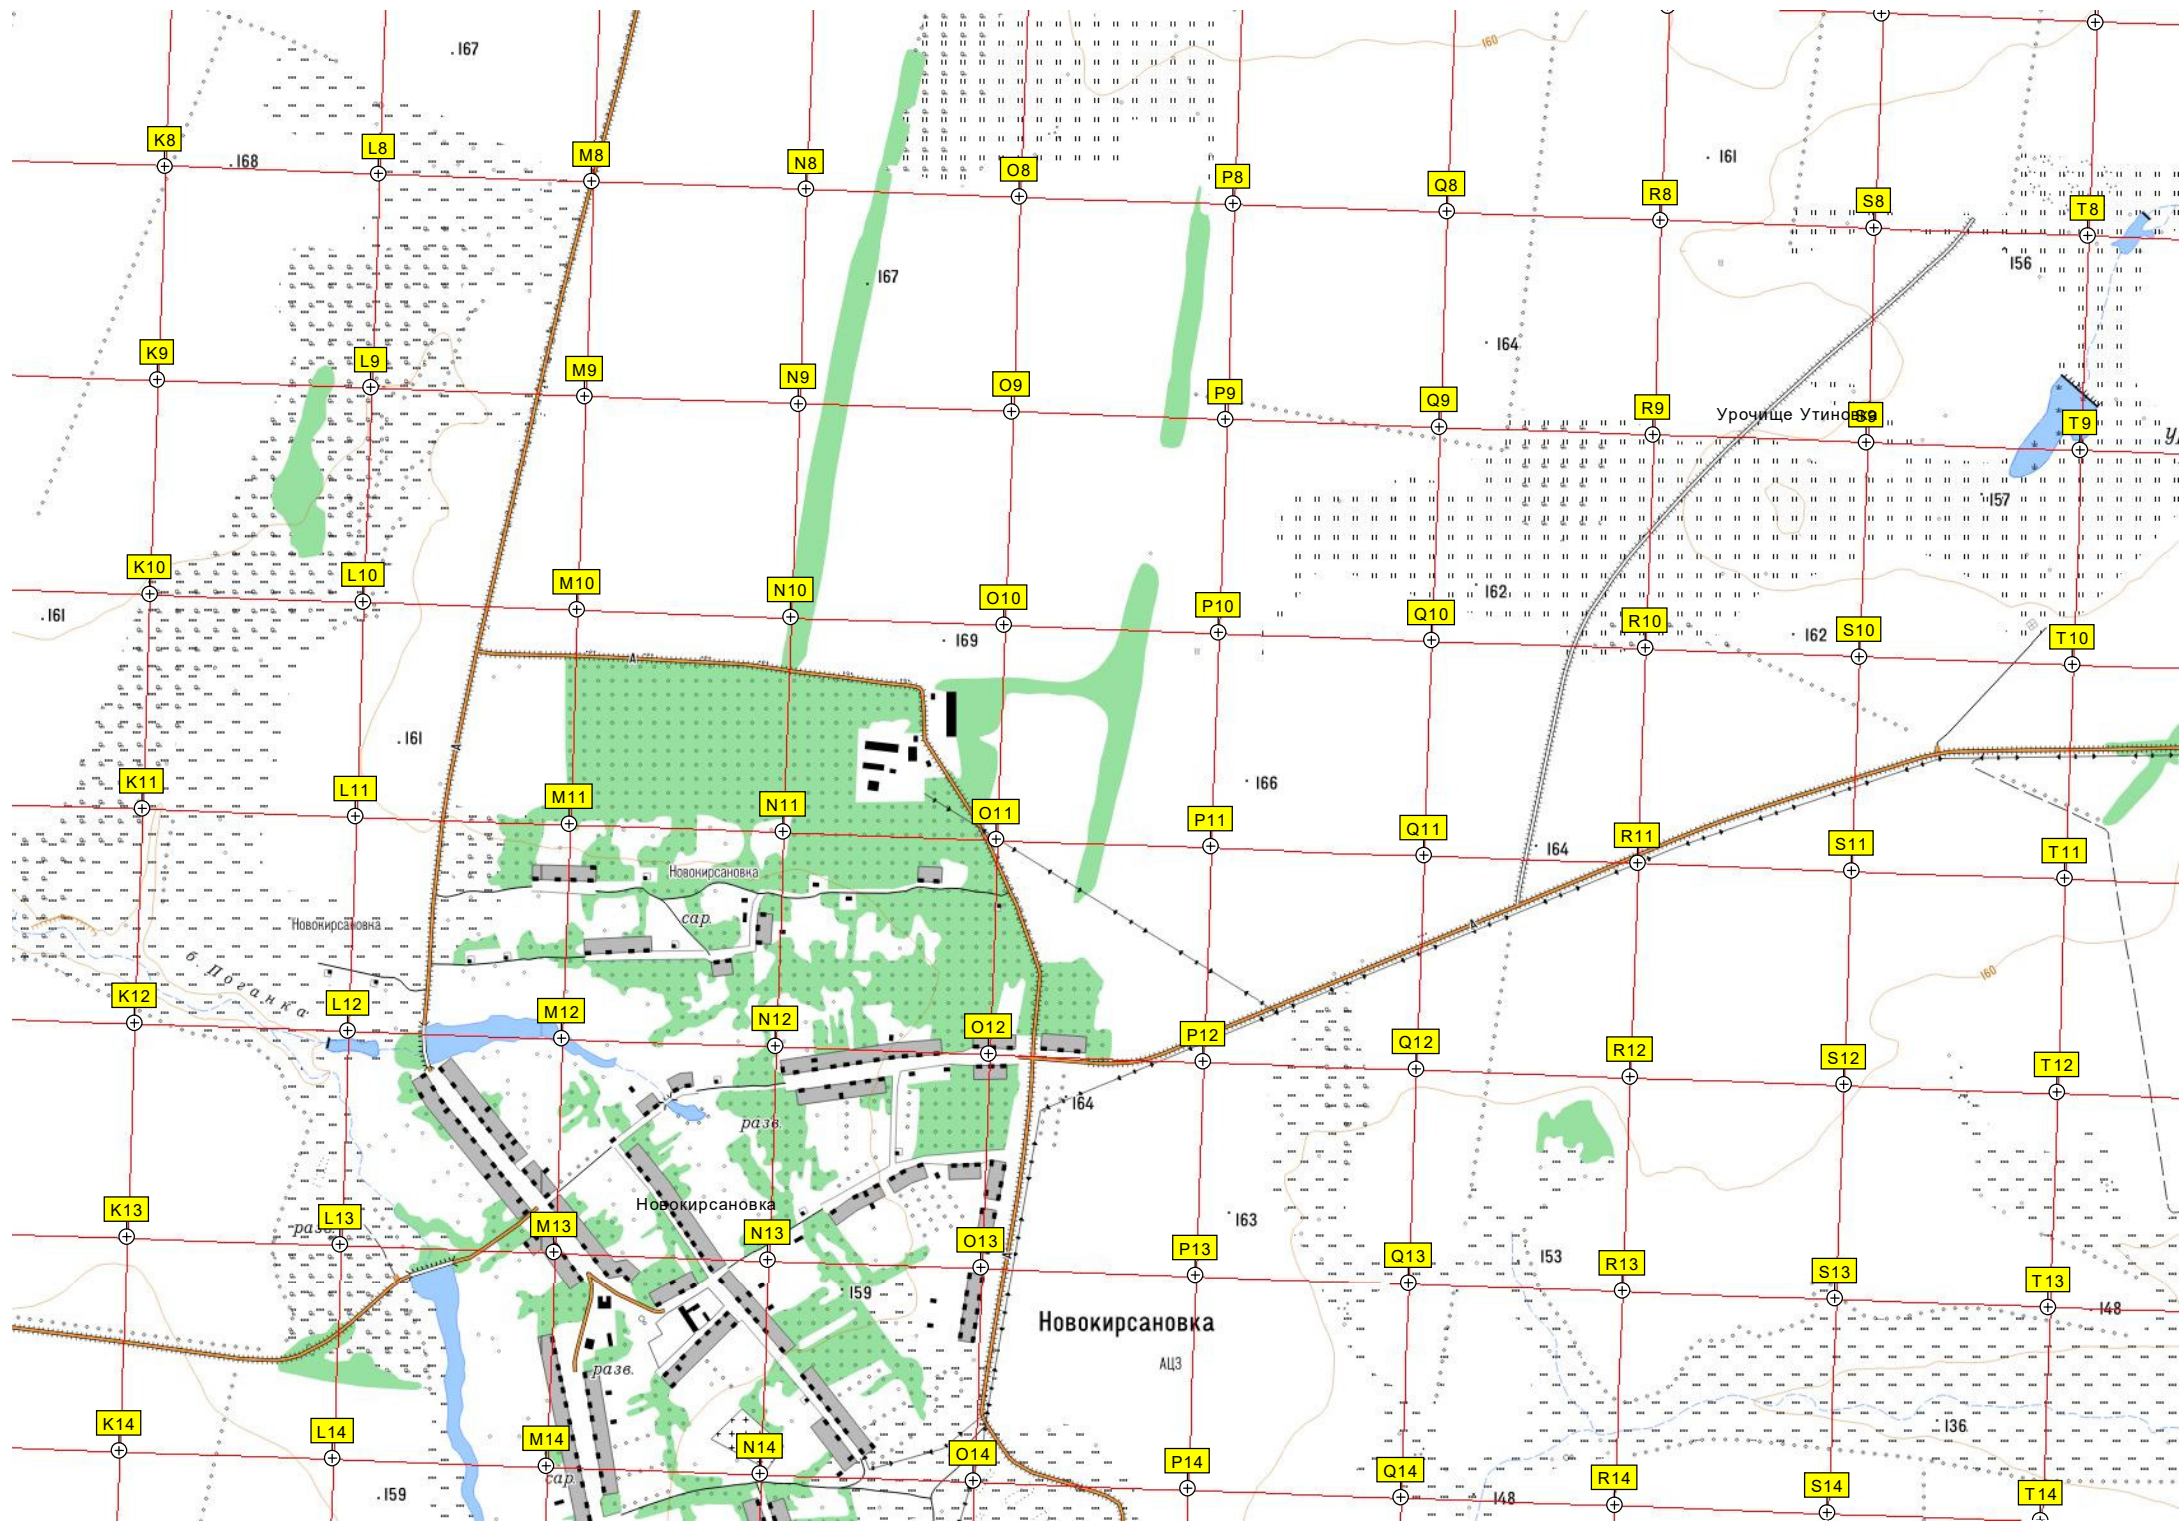 .167
160
K8
L8
M8
N8
O8
P8
Q8
R8
S8
T8
.168
.161
156
167
164
K9
L9
M9
N9
O9
P9
Q9
R9
Урочище Утиновка
S9
T9
157
K10
L10
M10
N10
O10
P10
Q10
R10
S10
T10
.161
169
162
162
А
.161
А
166
K11
L11
M11
N11
O11
P11
Q11
R11
S11
T11
164
Новокирсановка
сар.
Новокирсановка
А
160
б. Поганка
K12
L12
M12
N12
O12
P12
Q12
R12
S12
T12
164
разв.
K13
L13
M13
N13
O13
P13
Q13
R13
S13
T13
разв.
Новокирсановка
163
153
А
159
148
Новокирсановка
АЦЗ
разв.
136
K14
L14
M14
N14
O14
P14
Q14
R14
S14
T14
сар.
.159
148